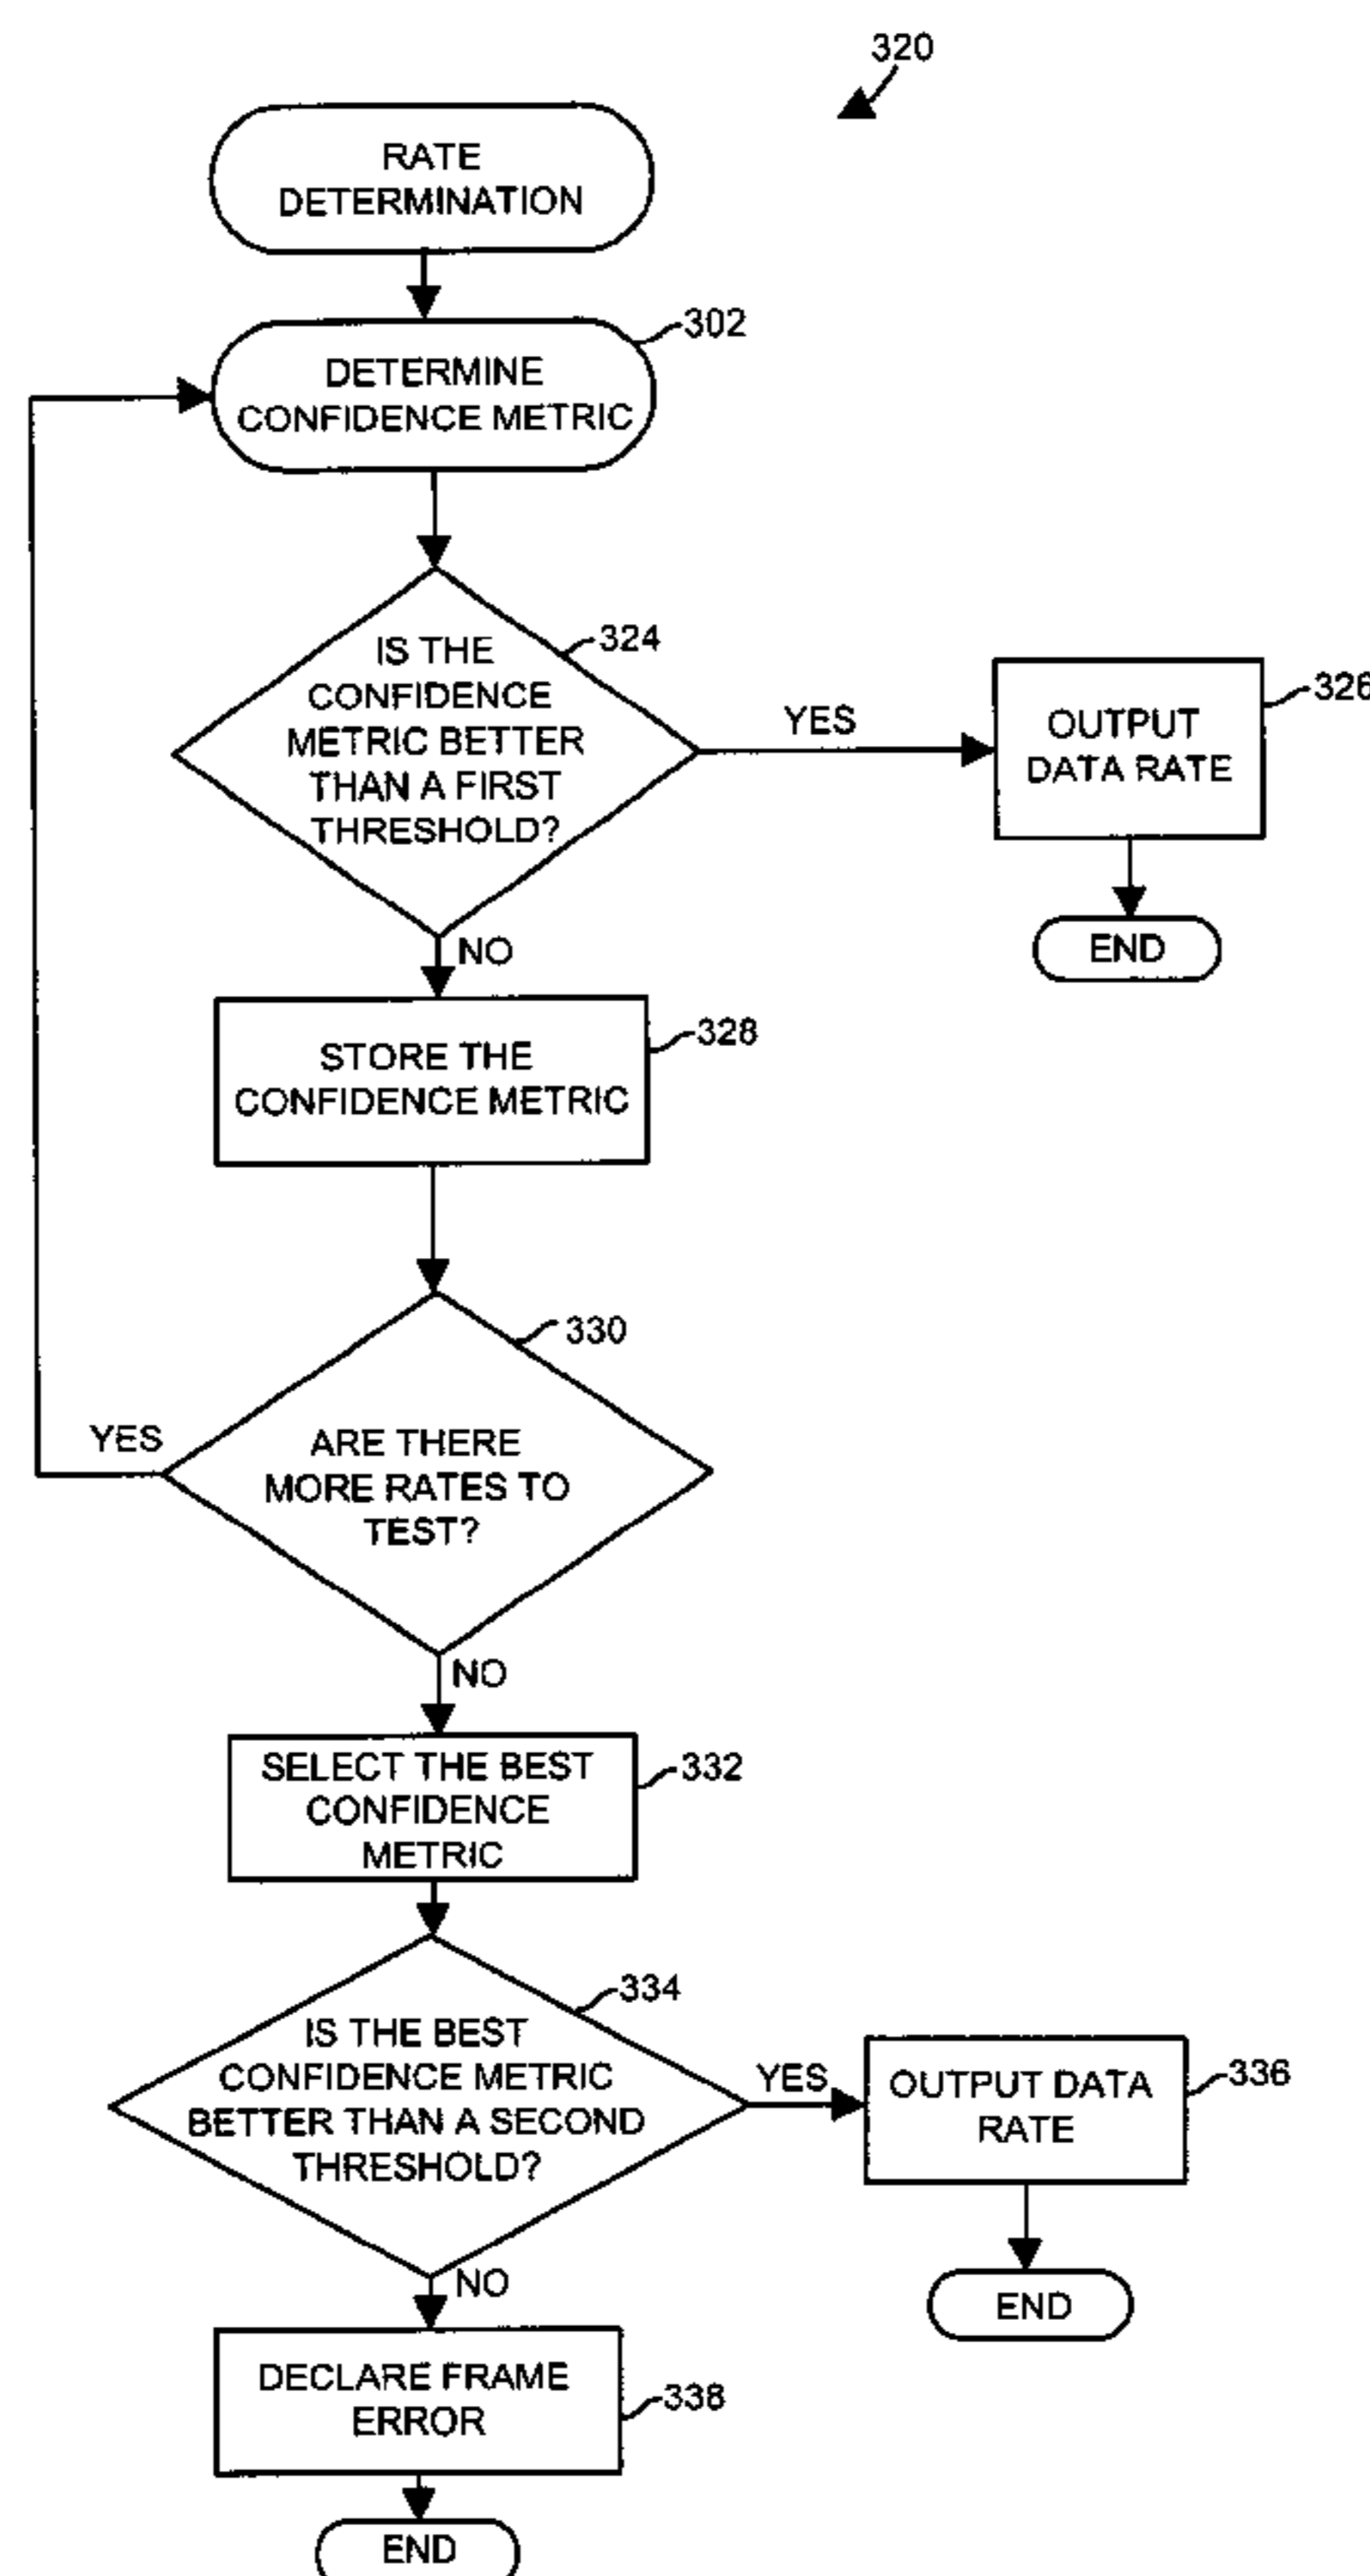 320
RATE
DETERMINATION
302
DETERMINE
CONFIDENCE METRIC
324
IS THE
CONFIDENCE
METRIC BETTER
THAN A FIRST
THRESHOLD?
YES
326
OUTPUT
DATA RATE
END
NO
328
STORE THE
CONFIDENCE METRIC
330
YES
ARE THERE
MORE RATES TO
TEST?
NO
332
SELECT THE BEST
CONFIDENCE
METRIC
334
IS THE BEST
CONFIDENCE METRIC
BETTER THAN A SECOND
THRESHOLD?
YES
336
OUTPUT DATA
RATE
END
NO
338
DECLARE FRAME
ERROR
END